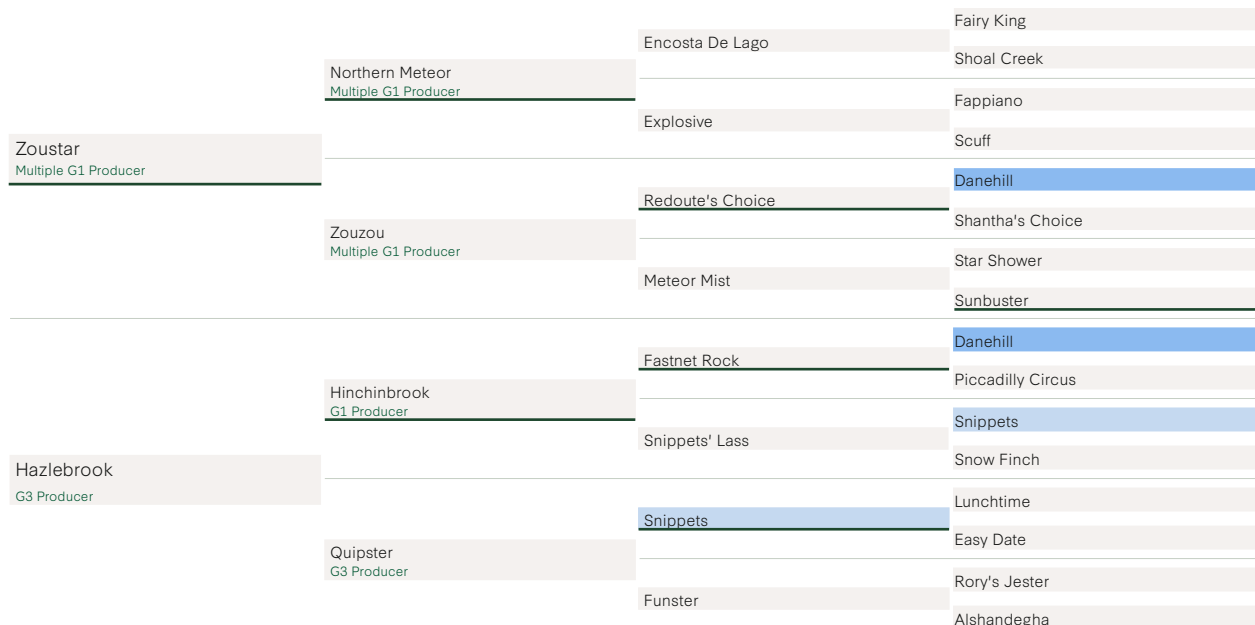 Zoustar
Multiple G1 Producer
Hazlebrook
G3 Producer
Northern Meteor
Multiple G1 Producer
Zouzou
Multiple G1 Producer
Hinchinbrook
G1 Producer
Quipster
G3 Producer
Encosta De Lago
Explosive
Redoute's Choice
Meteor Mist
Fastnet Rock
Snippets' Lass
Snippets
Funster
Fairy King
Shoal Creek
Fappiano
Scuff
Danehill
Shantha's Choice
Star Shower
Sunbuster
Danehill
Piccadilly Circus
Snippets
Snow Finch
Lunchtime
Easy Date
Rory's Jester
Alshandegha